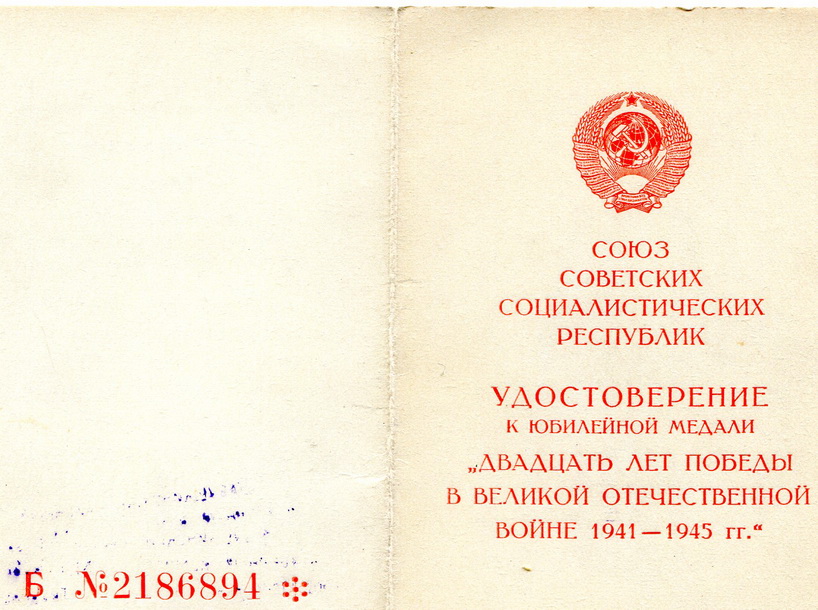 СОЮЗ
СОВЕТСКИХ
СОЦИАЛИСТИЧЕСКИХ
РЕСПУБЛИК
УДОСТОВЕРЕНИЕ
К ЮБИЛЕЙНОЙ МЕДАЛИ
„ДВАДЦАТЬ ЛЕТ ПОБЕДЫ
В ВЕЛИКОЙ ОТЕЧЕСТВЕННОЙ
ВОЙНЕ 1941—1945 гг.“
Б №2186894